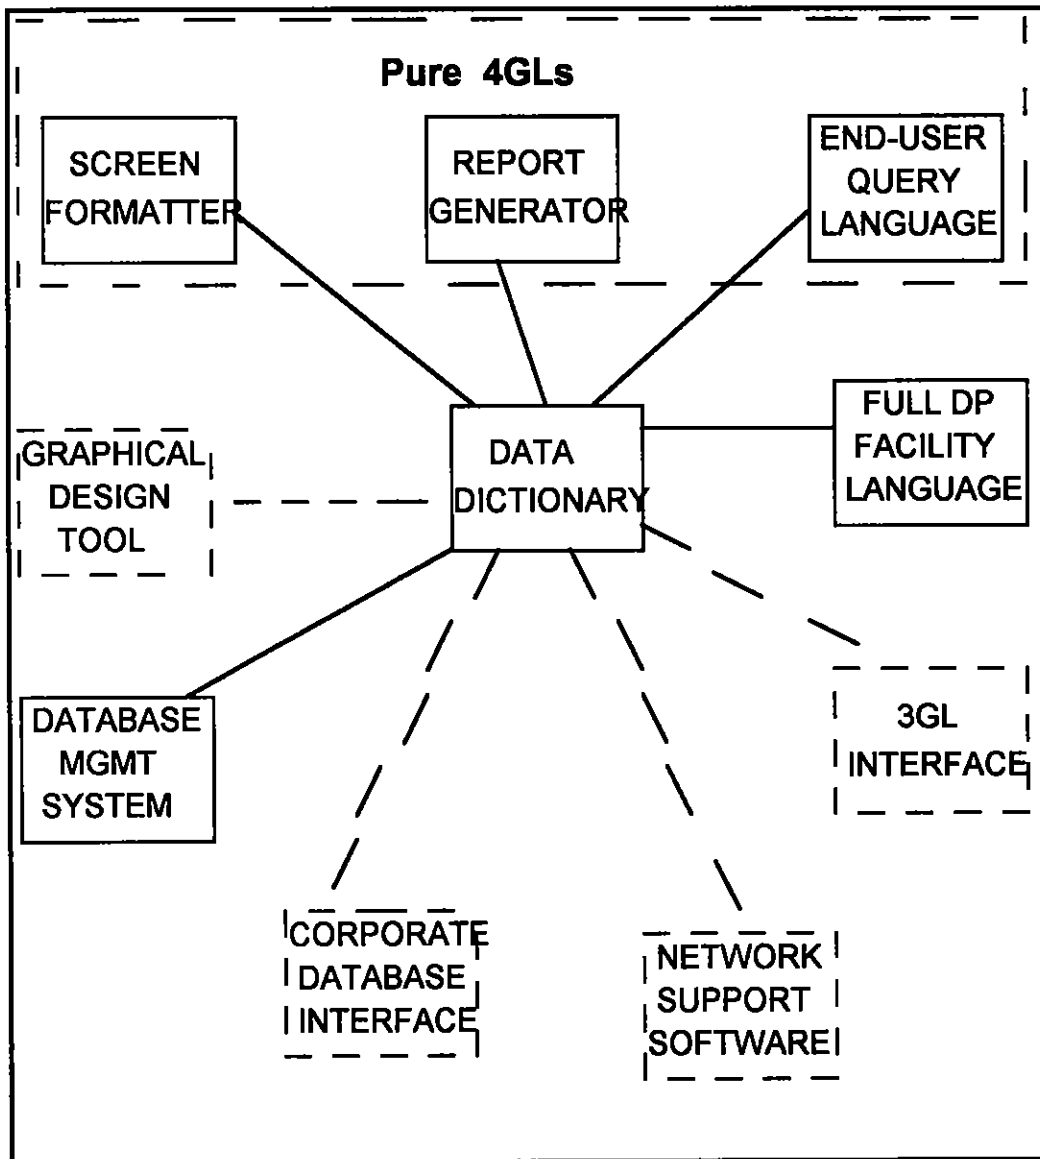 Pure 4GLs
SCREEN
FORMATTER
REPORT
GENERATOR
END-USER
QUERY
LANGUAGE
FULL DP
FACILITY
LANGUAGE
DATA
DICTIONARY
GRAPHICAL
DESIGN
TOOL
DATABASE
MGMT
SYSTEM
3GL
INTERFACE
CORPORATE
DATABASE
INTERFACE
NETWORK
SUPPORT
SOFTWARE